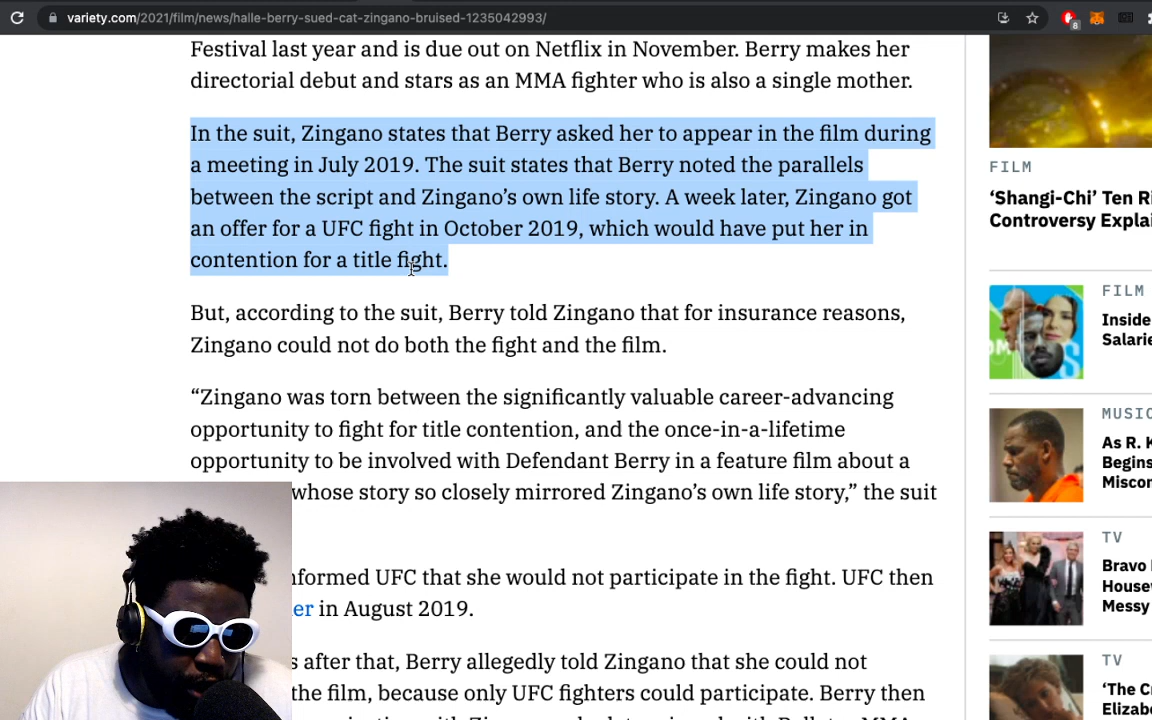 variety.com/2021/film/news/halle-berry-sued-cat-zingano-bruised-1235042993/
8
Festival last year and is due out on Netflix in November. Berry makes her
directorial debut and stars as an MMA fighter who is also a single mother.
In the suit, Zingano states that Berry asked her to appear in the film during
a meeting in July 2019. The suit states that Berry noted the parallels
between the script and Zingano’s own life story. A week later, Zingano got
an offer for a UFC fight in October 2019, which would have put her in
contention for a title fight.
But, according to the suit, Berry told Zingano that for insurance reasons,
Zingano could not do both the fight and the film.
“Zingano was torn between the significantly valuable career-advancing
opportunity to fight for title contention, and the once-in-a-lifetime
opportunity to be involved with Defendant Berry in a feature film about a
whose story so closely mirrored Zingano’s own life story,” the suit
nformed UFC that she would not participate in the fight. UFC then
er in August 2019.
s after that, Berry allegedly told Zingano that she could not
the film, because only UFC fighters could participate. Berry then
FILM
‘Shangi-Chi’ Ten Ri
Controversy Explai
FILM
Inside
Salarie
MUSIC
As R. K
Begins
Miscon
TV
Bravo
House
Messy
TV
‘The Cr
Elizabe